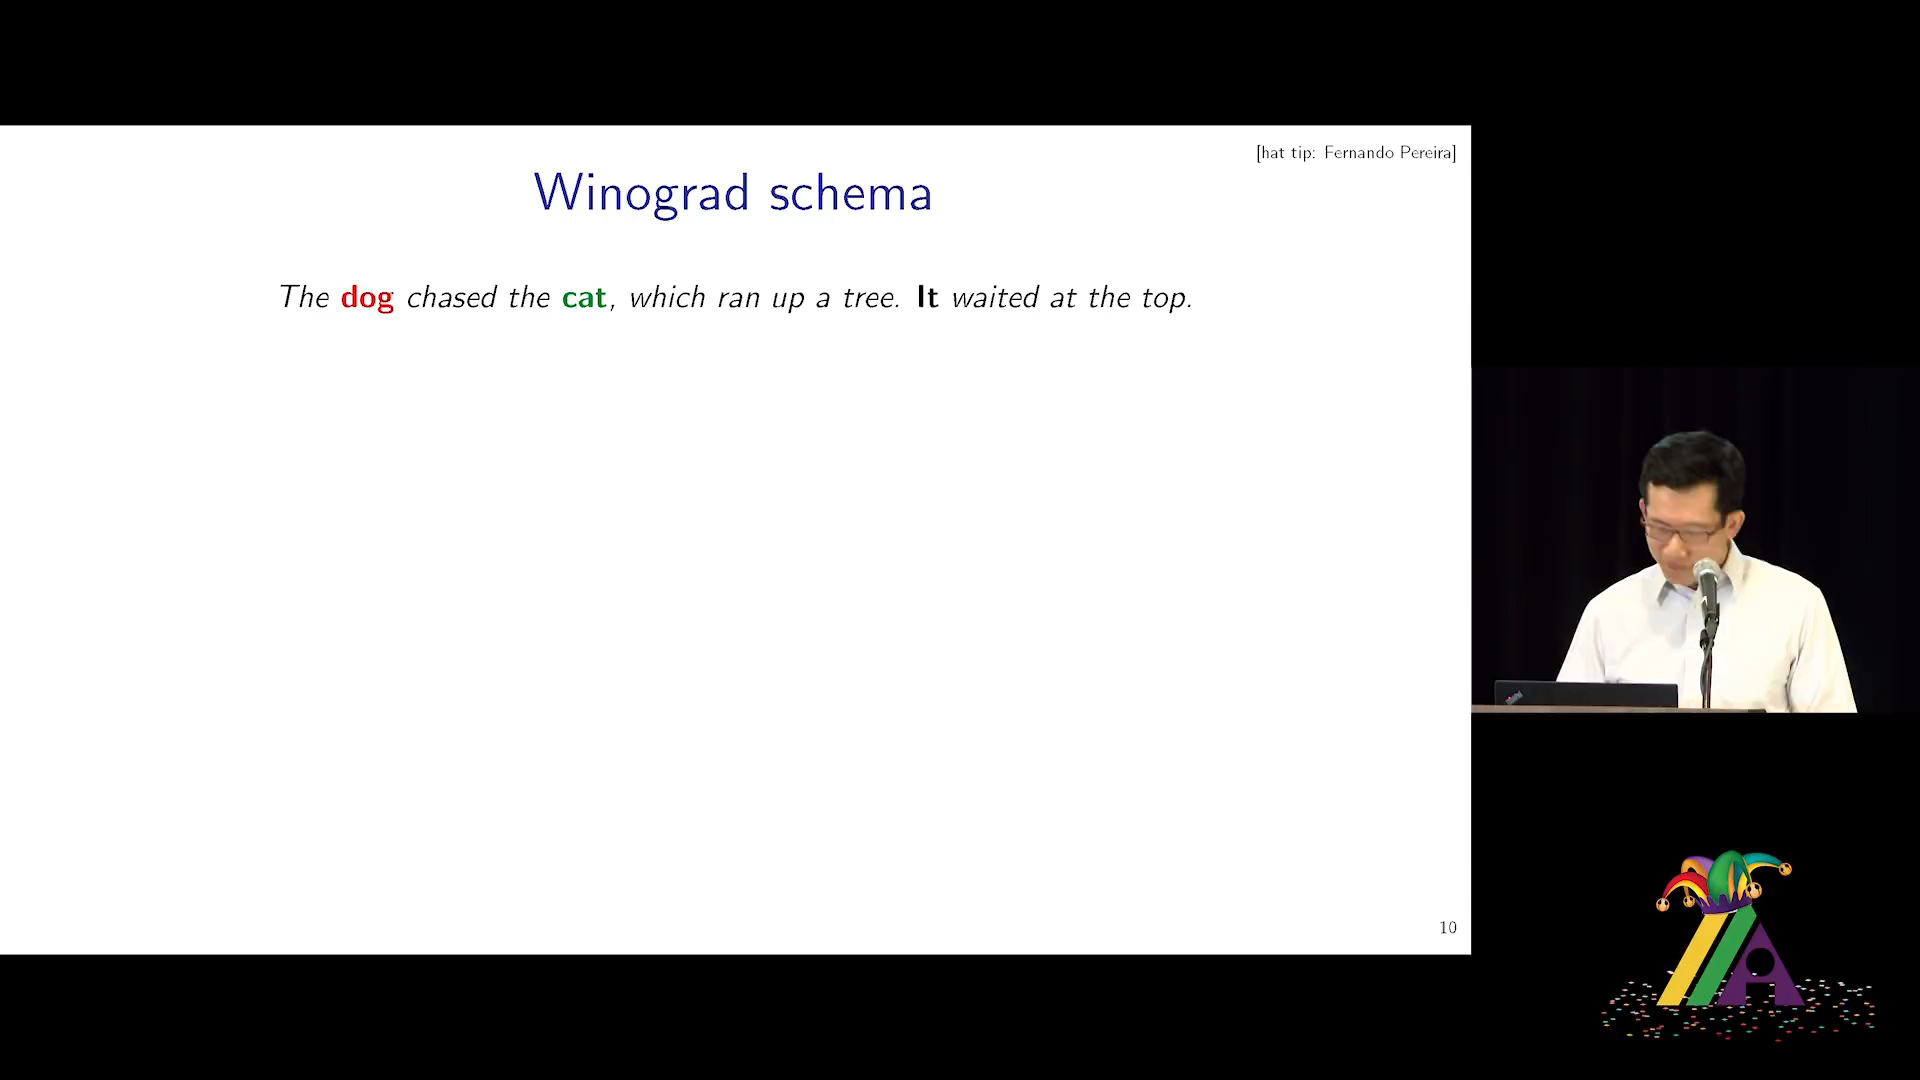 [hat tip: Fernando Pereira]
Winograd schema
The dog chased the cat, which ran up a tree. It waited at the top.
10